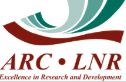 ARC • LNR
Excellence in Research and Development